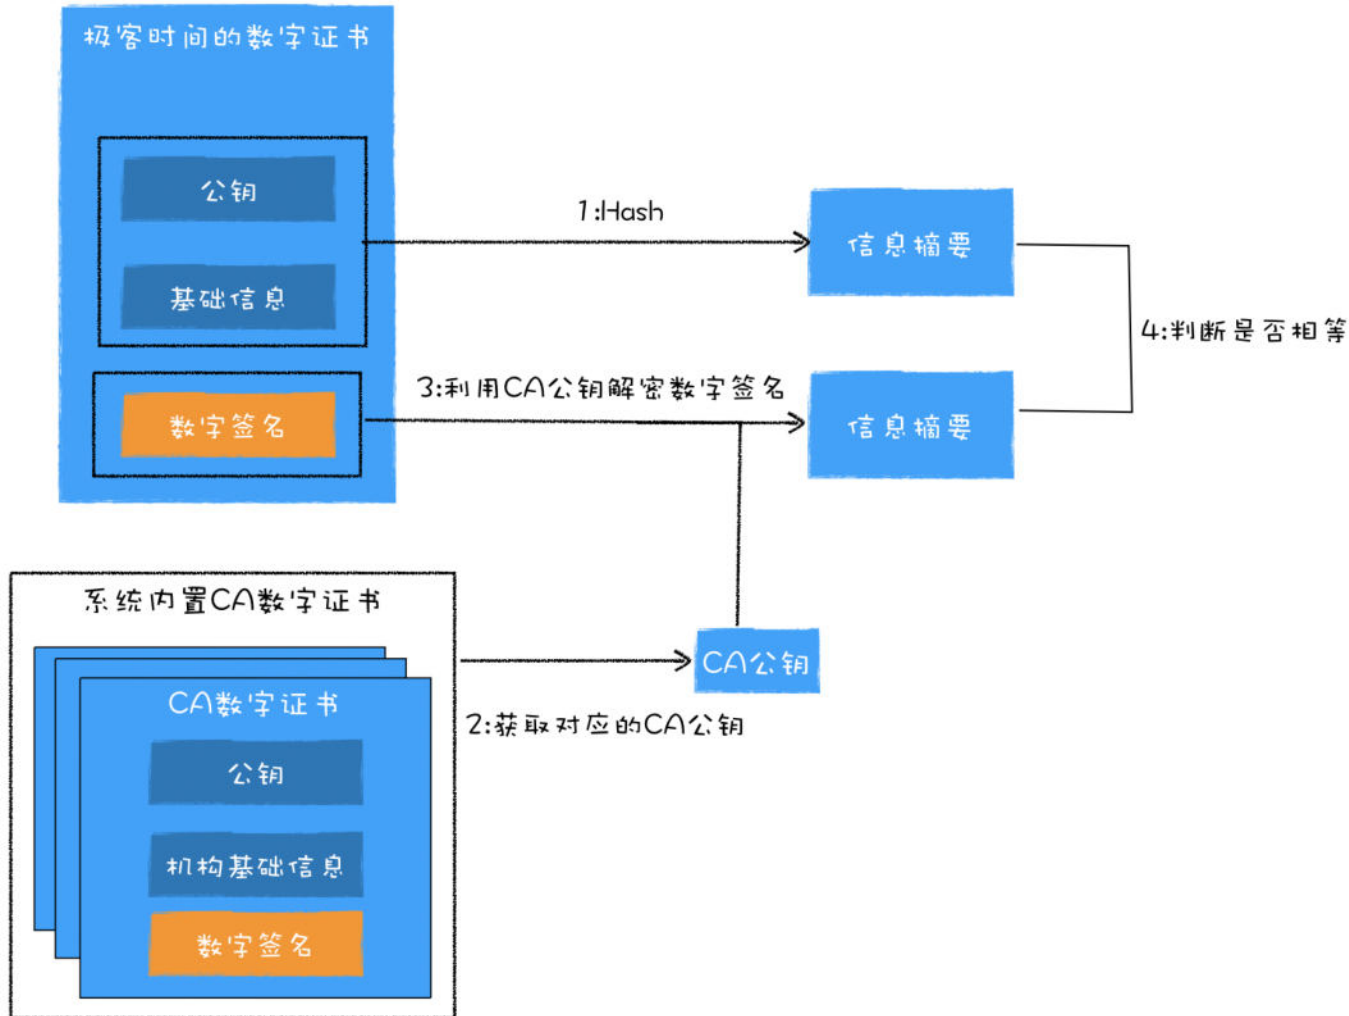 极客时间的数字证书
公钥
基础信息
数字签名
1:Hash
信息摘要
3:利用CA公钥解密数字签名
信息摘要
4:判断是否相等
系统内置CA数字证书
CA数字证书
公钥
机构基础信息
数字签名
CA公钥
2:获取对应的CA公钥